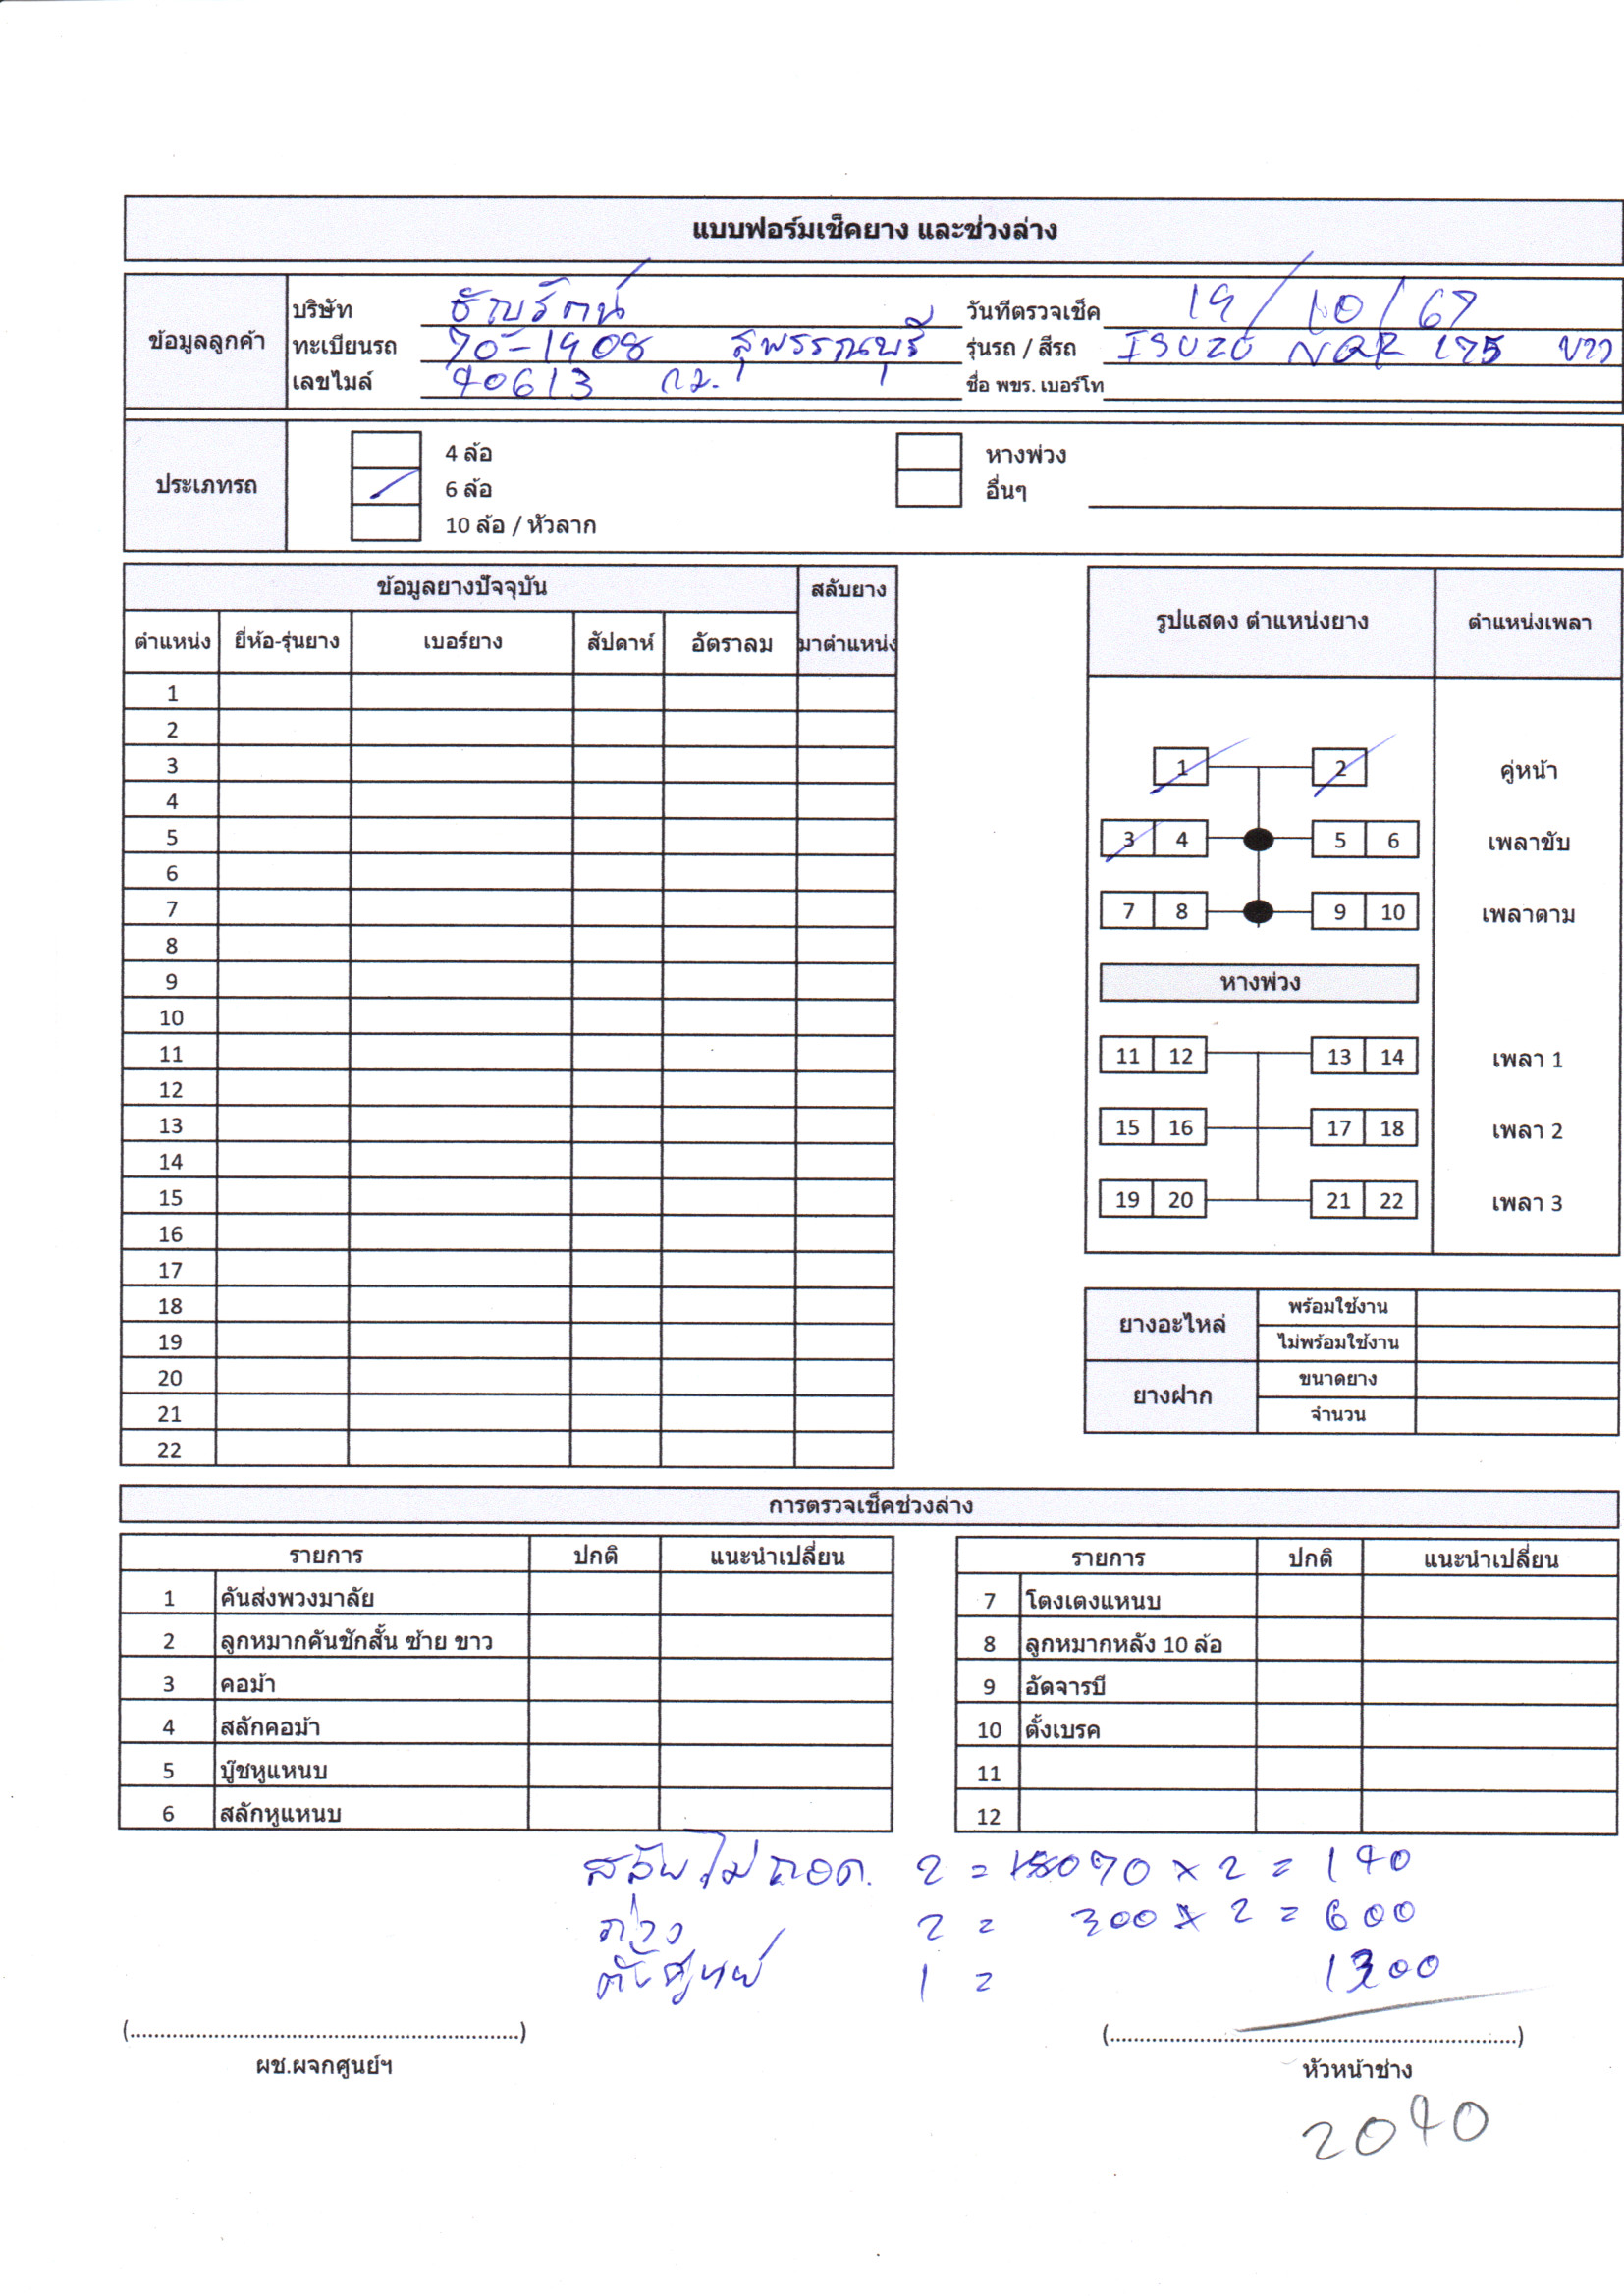 แบบฟอร์มเช็คยาง และช่วงล่าง
ข้อมูลลูกค้า
บริษัท ธัญรัตน์ วันทีตรวจเช็ค 19/10/67
ทะเบียนรถ 70-1908 สุพรรณบุรี รุ่นรถ / สีรถ ISUZU NQR 175 ขาว
เลขไมล์ 40613 กม. ชื่อ พขร. เบอร์โท
ประเภทรถ
4 ล้อ หางพ่วง
6 ล้อ อื่นๆ
10 ล้อ / หัวลาก
ข้อมูลยางปัจจุบัน สลับยาง
ตำแหน่ง ยี่ห้อ-รุ่นยาง เบอร์ยาง สัปดาห์ อัตราลม มาตำแหน่ง
1
2
3
4
5
6
7
8
9
10
11
12
13
14
15
16
17
18
19
20
21
22
รูปแสดง ตำแหน่งยาง ตำแหน่งเพลา
1 2 คู่หน้า
3 4 5 6 เพลาขับ
7 8 9 10 เพลาตาม
หางพ่วง
11 12 13 14 เพลา 1
15 16 17 18 เพลา 2
19 20 21 22 เพลา 3
ยางอะไหล่ พร้อมใช้งาน
ไม่พร้อมใช้งาน
ยางฝาก ขนาดยาง
จำนวน
การตรวจเช็คช่วงล่าง
รายการ ปกติ แนะนำเปลี่ยน
1 คันส่งพวงมาลัย
2 ลูกหมากคันชักสั้น ซ้าย ขาว
3 คอม้า
4 สลักคอม้า
5 บู๊ชหูแหนบ
6 สลักหูแหนบ
รายการ ปกติ แนะนำเปลี่ยน
7 โตงเตงแหนบ
8 ลูกหมากหลัง 10 ล้อ
9 อัดจารบี
10 ตั้งเบรค
11
12
สลับไม่ถอด. 2 = 70 x 2 = 140
ถ่วง 2 = 300 x 2 = 600
ตั้งศูนย์ 1 = 1300
(................................................................)
ผช.ผจกศูนย์ฯ
(................................................................)
หัวหน้าช่าง
2040